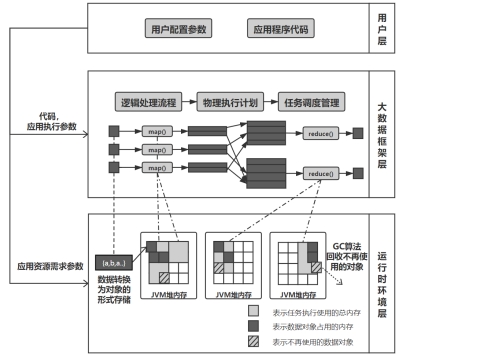 用户配置参数
应用程序代码
用户层
代码，
应用执行参数
逻辑处理流程
物理执行计划
任务调度管理
map()
map()
map()
reduce()
reduce()
大数据框架层
应用资源需求参数
(a,b,a..)
数据转换
为对象的
形式存储
JVM堆内存
JVM堆内存
JVM堆内存
GC算法
回收不再使
用的对象
运行时环境层
表示任务执行使用的总内存
表示数据对象占用的内存
表示不再使用的数据对象